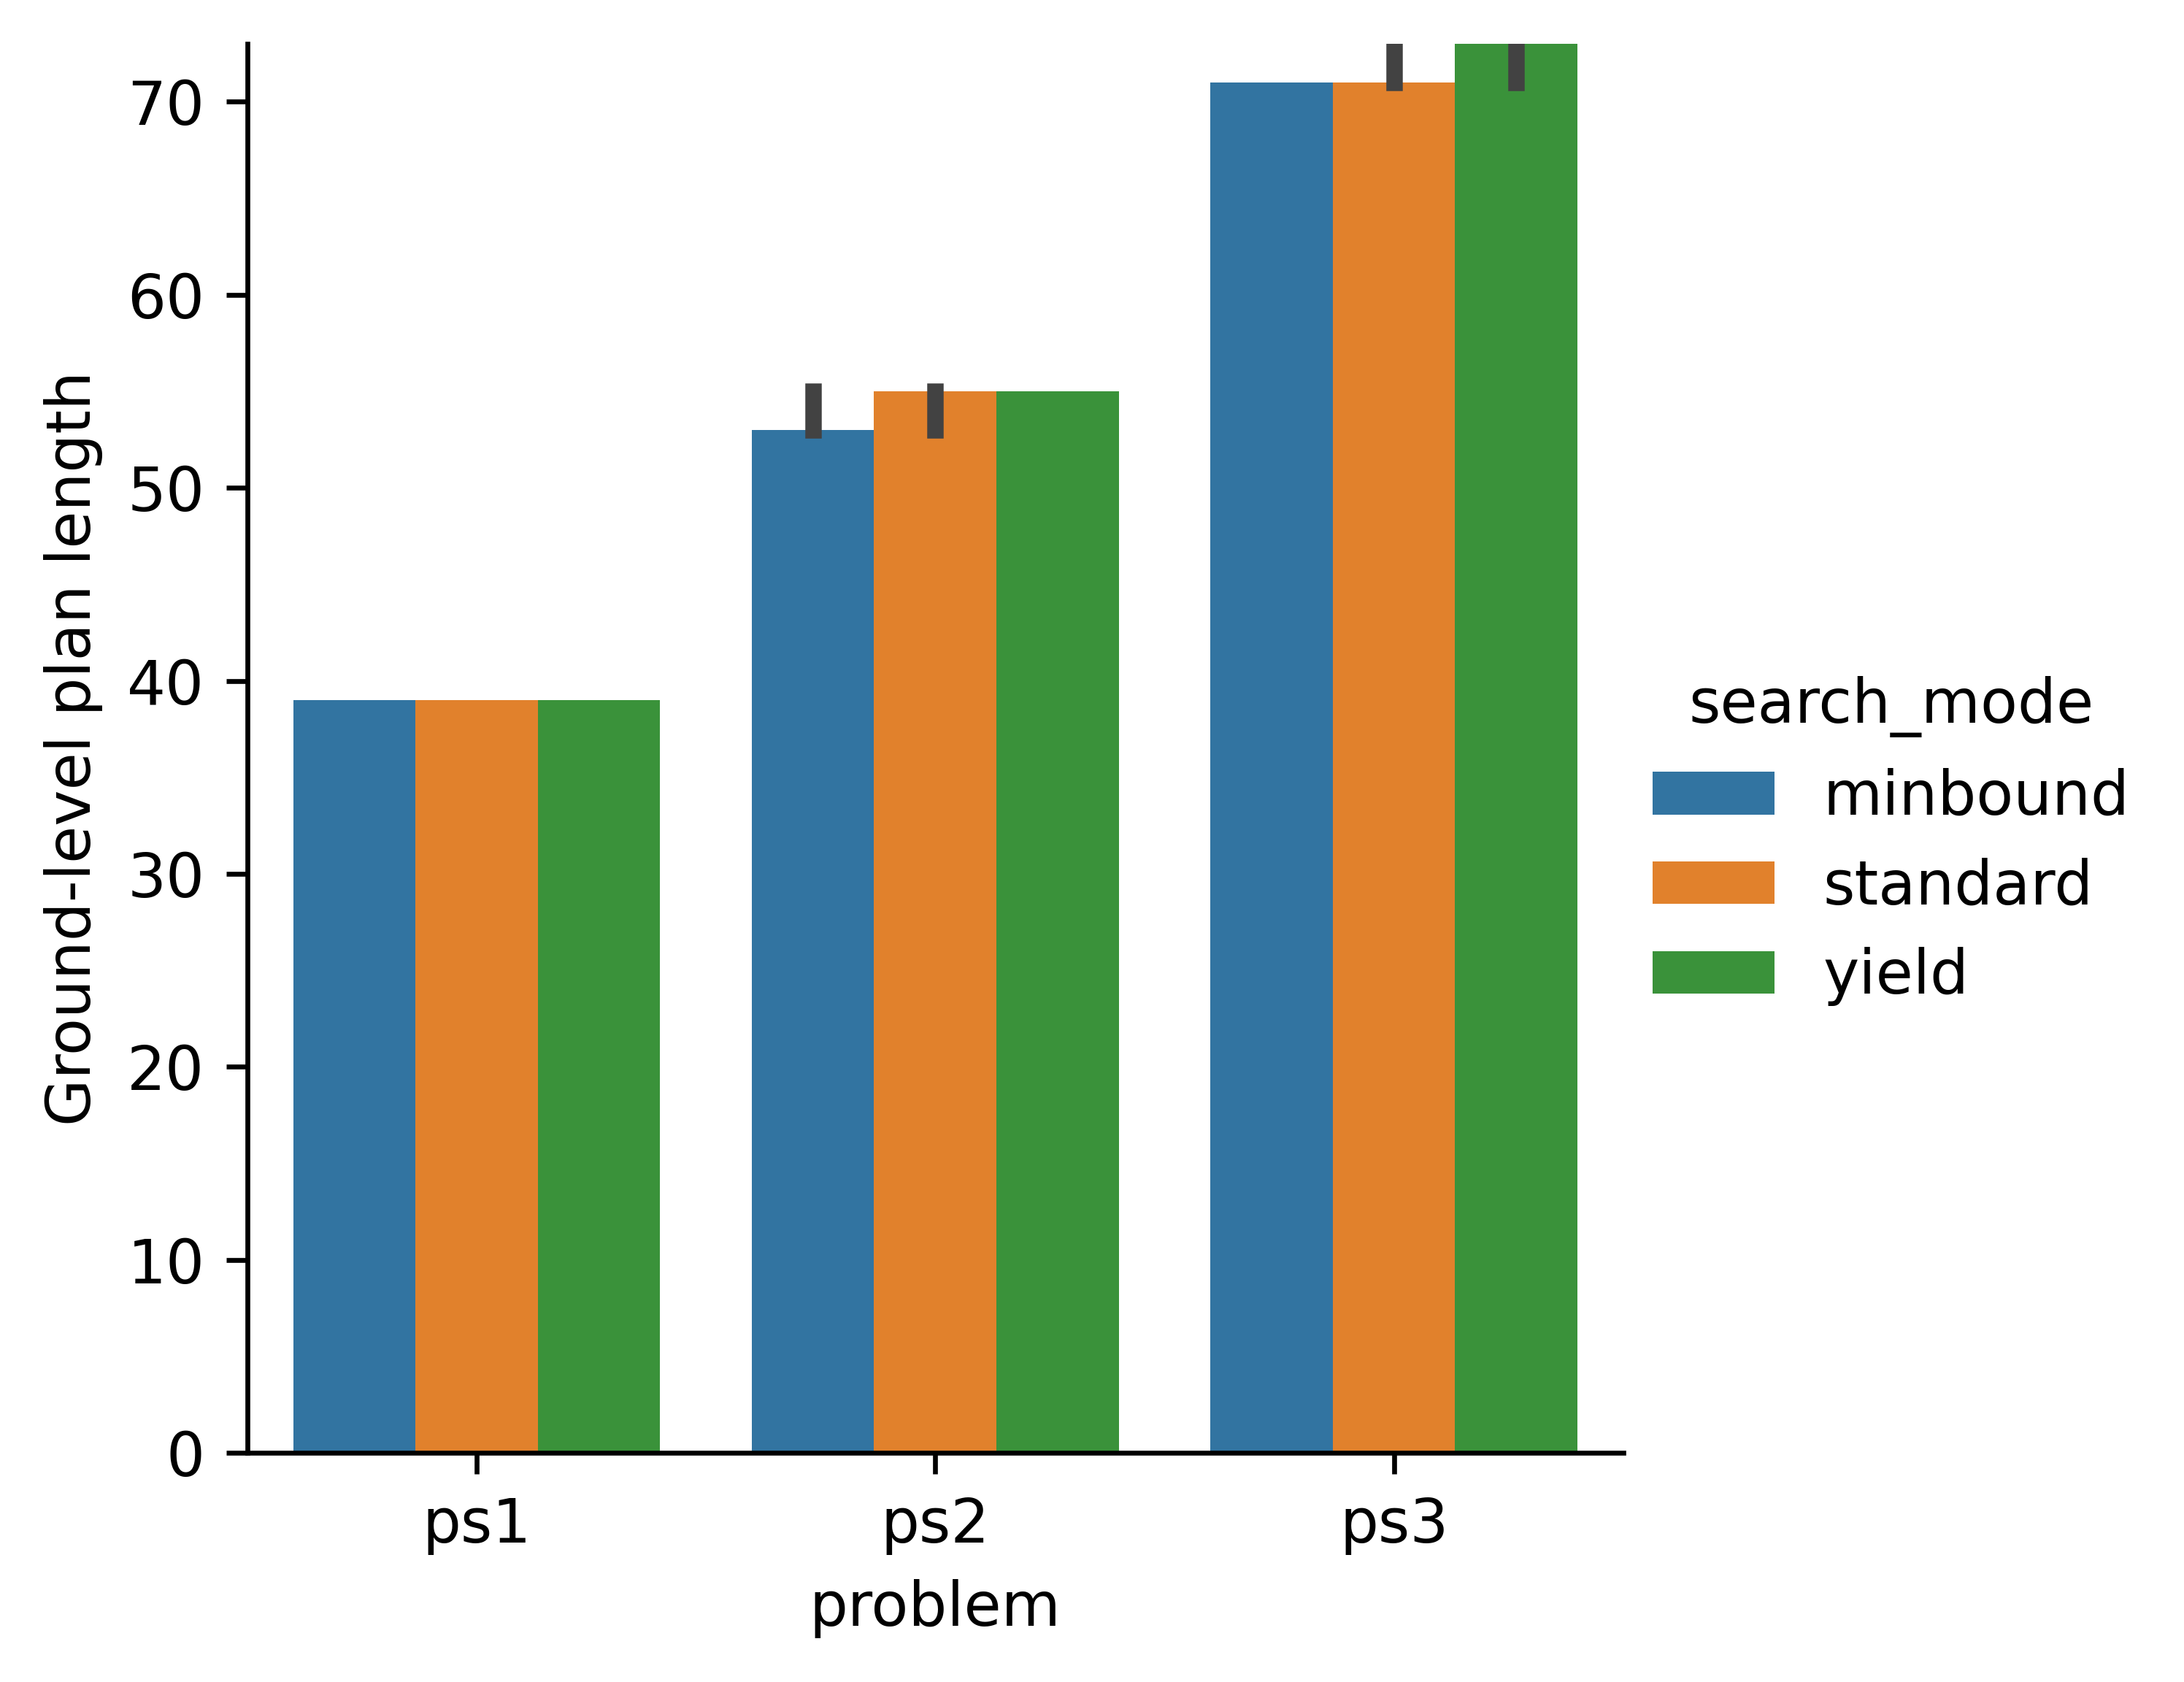 Ground-level plan length
70
60
50
40
30
20
10
0
ps1
ps2
ps3
problem
search_mode
minbound
standard
yield